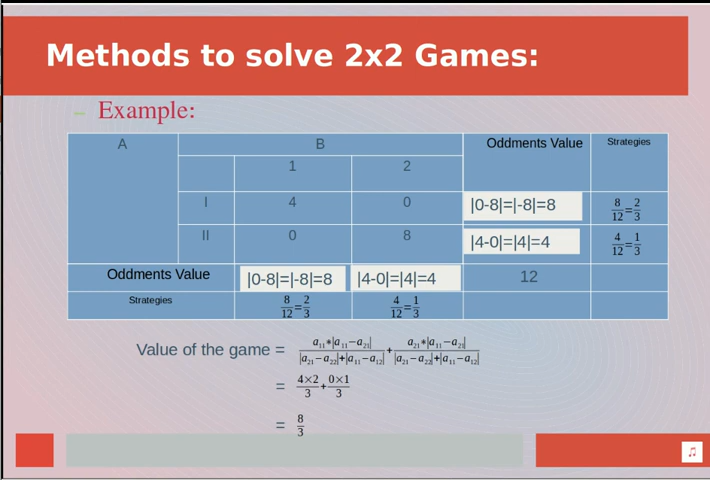 Methods to solve 2x2 Games:
– Example:
A B Oddments Value Strategies
1 2
I 4 0 |0-8|=|-8|=8 8/12=2/3
II 0 8 |4-0|=|4|=4 4/12=1/3
Oddments Value |0-8|=|-8|=8 |4-0|=|4|=4 12
Strategies 8/12=2/3 4/12=1/3
Value of the game = a₁₁∗|a₁₁−a₂₁|/|a₂₁−a₂₂|+|a₁₁−a₁₂| + a₂₁∗|a₁₁−a₂₁|/|a₂₁−a₂₂|+|a₁₁−a₁₂|
= 4×2/3 + 0×1/3
= 8/3